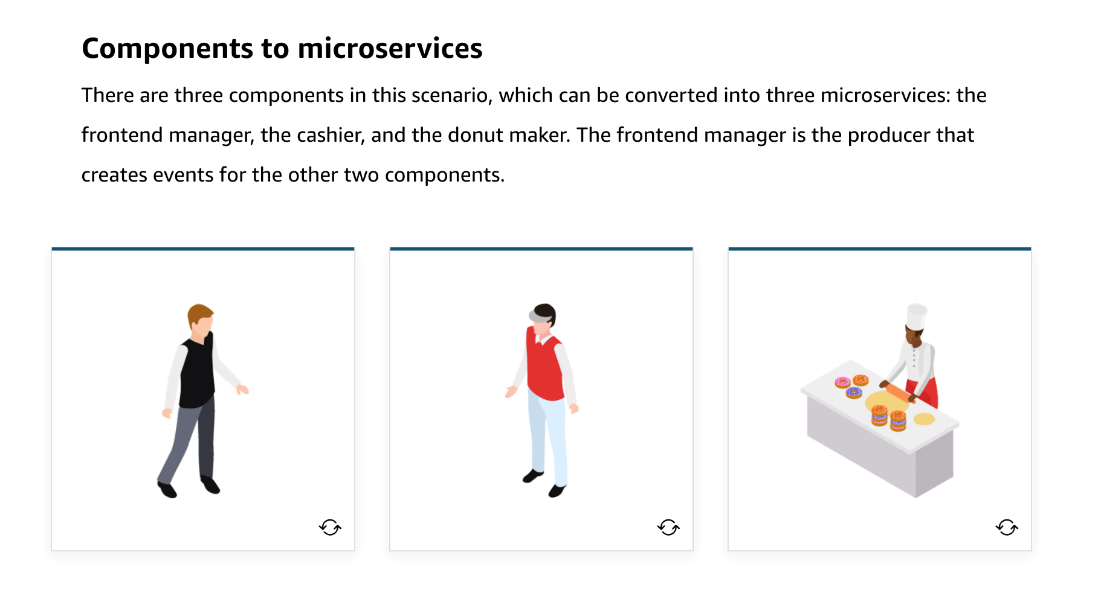 Components to microservices
There are three components in this scenario, which can be converted into three microservices: the
frontend manager, the cashier, and the donut maker. The frontend manager is the producer that
creates events for the other two components.